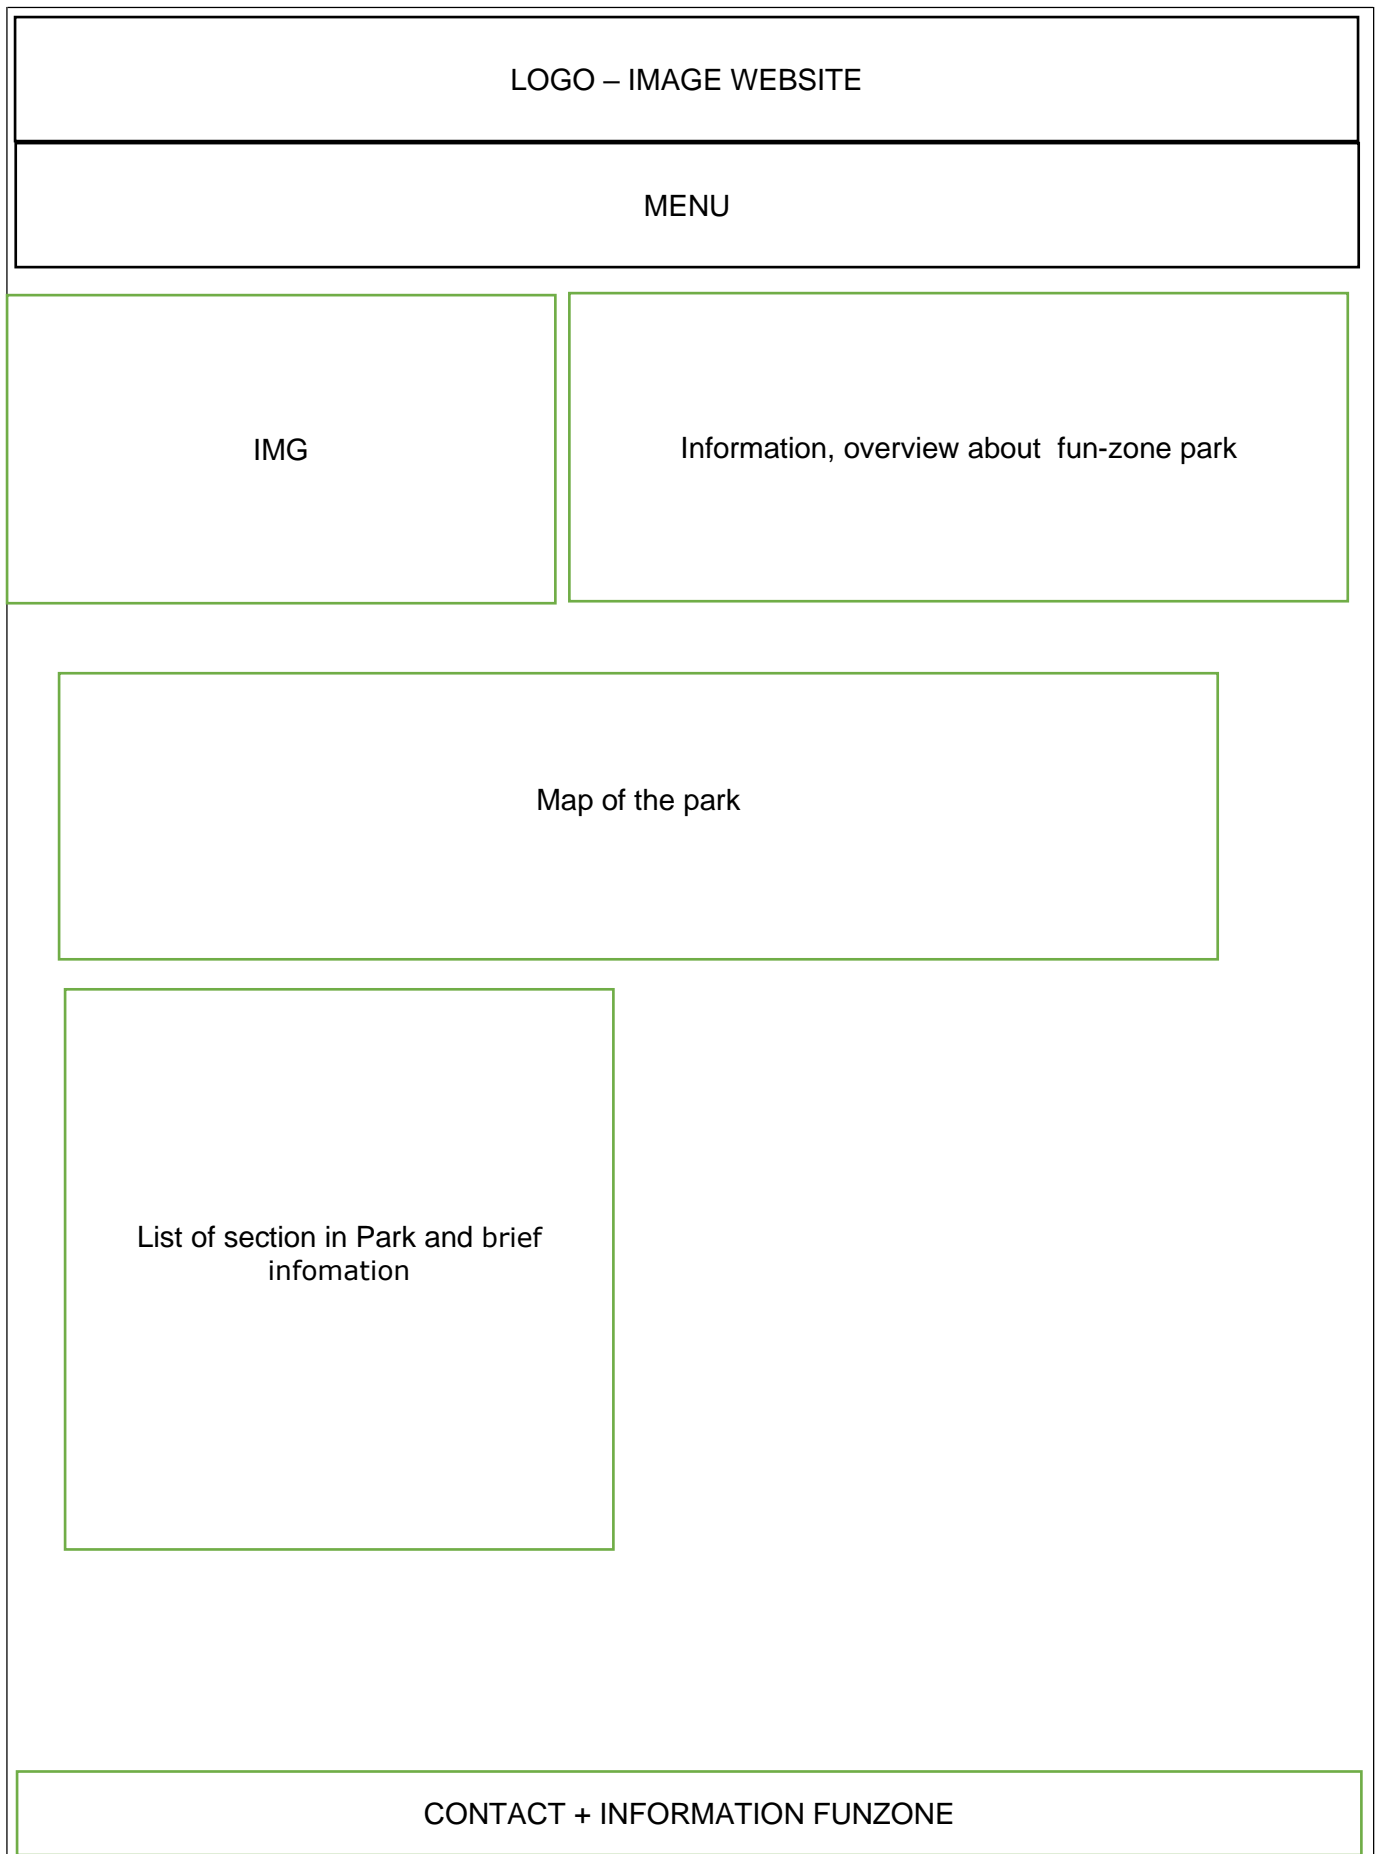 LOGO – IMAGE WEBSITE
MENU
IMG
Information, overview about  fun-zone park
Map of the park
List of section in Park and brief
infomation
CONTACT + INFORMATION FUNZONE